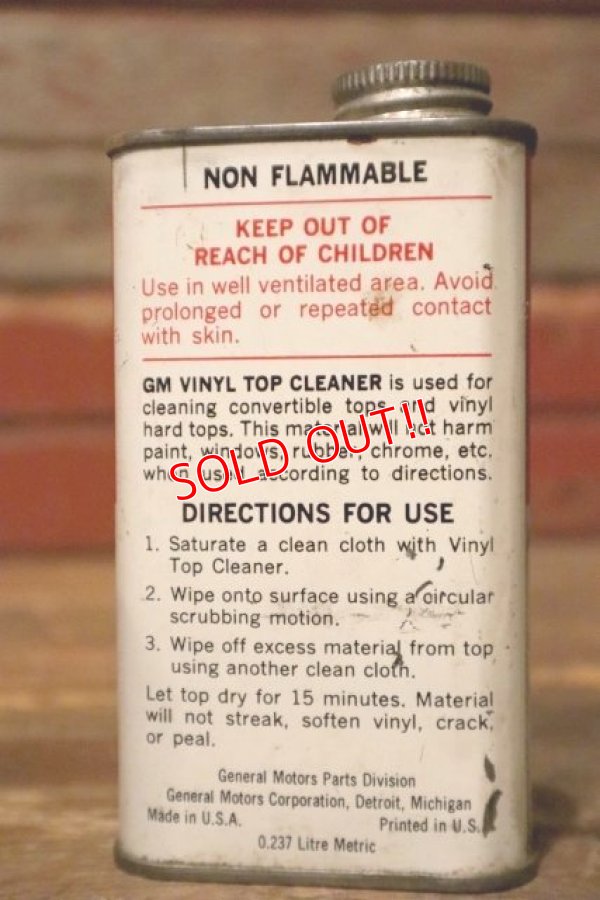 NON FLAMMABLE
KEEP OUT OF
REACH OF CHILDREN
Use in well ventilated area. Avoid
prolonged or repeated contact
with skin.
GM VINYL TOP CLEANER is used for
cleaning convertible tops and vinyl
hard tops. This material will not harm
paint, windows, rubber, chrome, etc.
when used according to directions.
SOLD OUT!!
DIRECTIONS FOR USE
1. Saturate a clean cloth with Vinyl
Top Cleaner.
2. Wipe onto surface using a circular
scrubbing motion.
3. Wipe off excess material from top
using another clean cloth.
Let top dry for 15 minutes. Material
will not streak, soften vinyl, crack,
or peal.
General Motors Parts Division
General Motors Corporation, Detroit, Michigan
Made in U.S.A. Printed in U.S.
0.237 Litre Metric